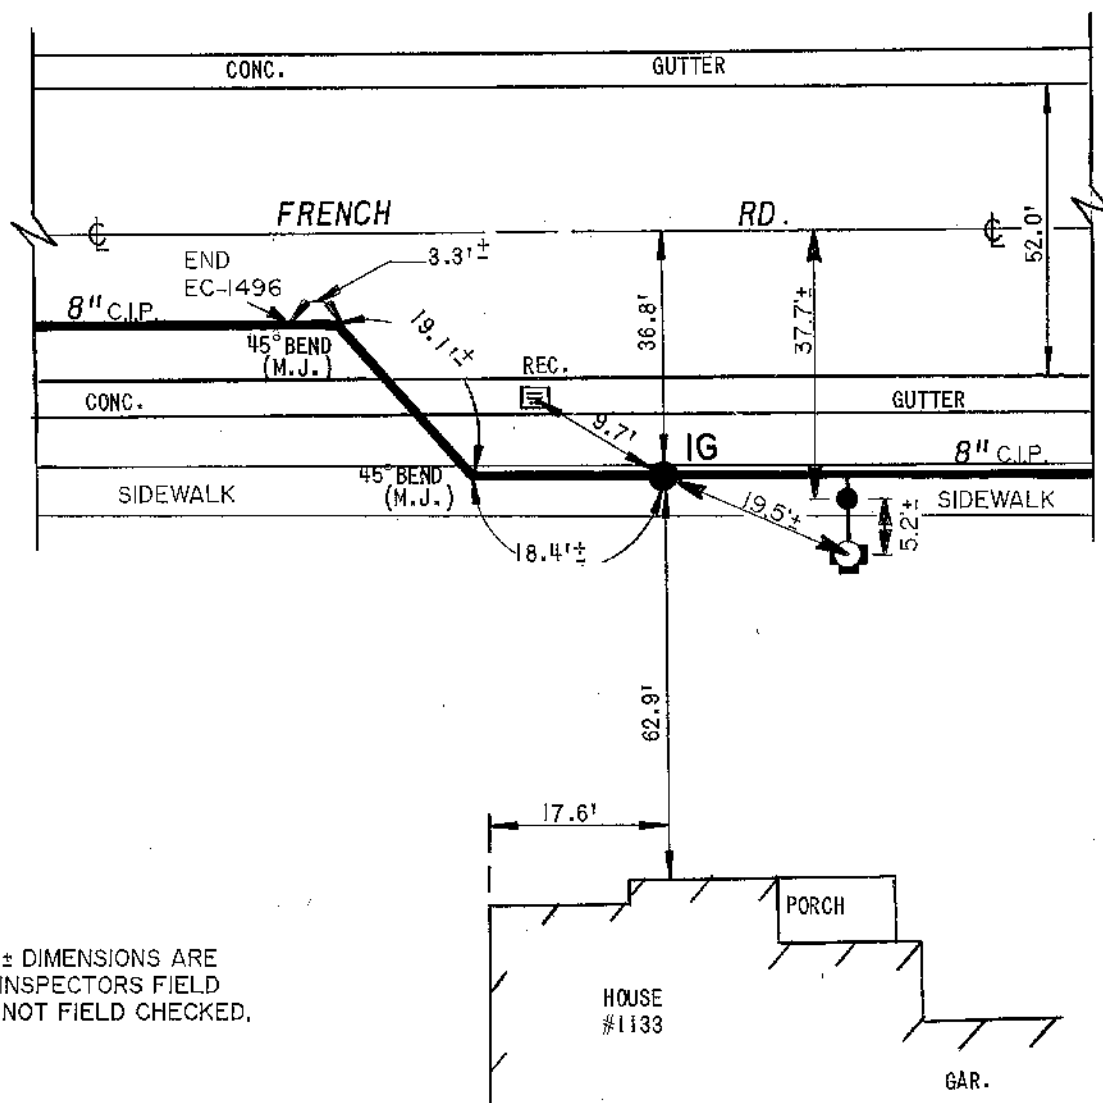 CONC. GUTTER
FRENCH RD.
℄ ℄
52.0'
END
EC-1496
3.3'±
36.8'
37.7'±
8" C.I.P.
19.1'±
45° BEND
(M.J.)
REC.
CONC. GUTTER
9.7'
1G
8" C.I.P.
45° BEND
(M.J.)
SIDEWALK
19.5'±
SIDEWALK
5.2'±
18.4'±
62.9'
17.6'
PORCH
± DIMENSIONS ARE
INSPECTORS FIELD
NOT FIELD CHECKED.
HOUSE
#1133
GAR.